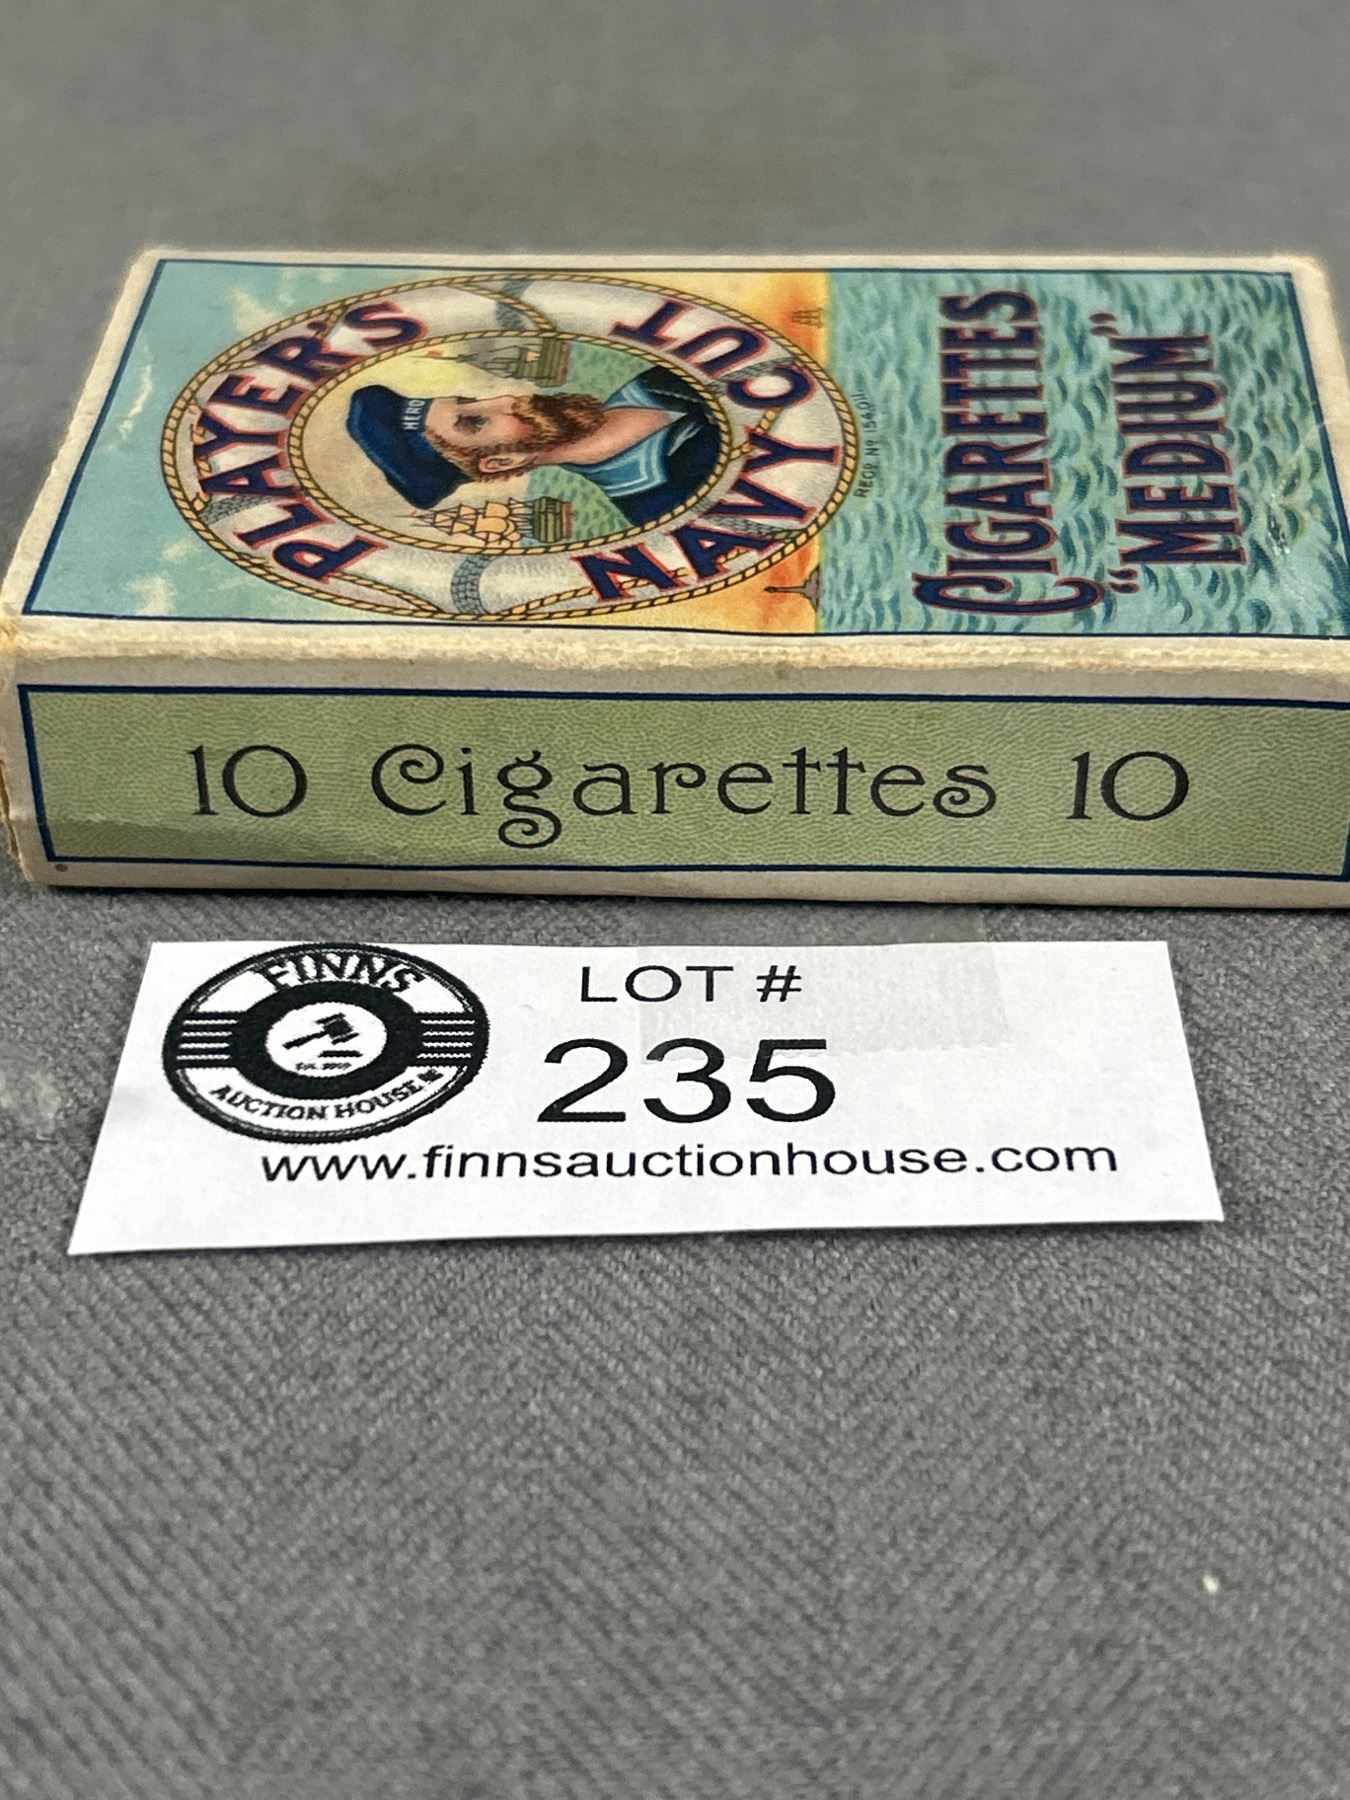 PLAYER'S
NAVY CUT
HERO
REGD. No 154011
CIGARETTES
"MEDIUM"
10 Cigarettes 10
FINNS
AUCTION HOUSE
LOT #
235
www.finnsauctionhouse.com